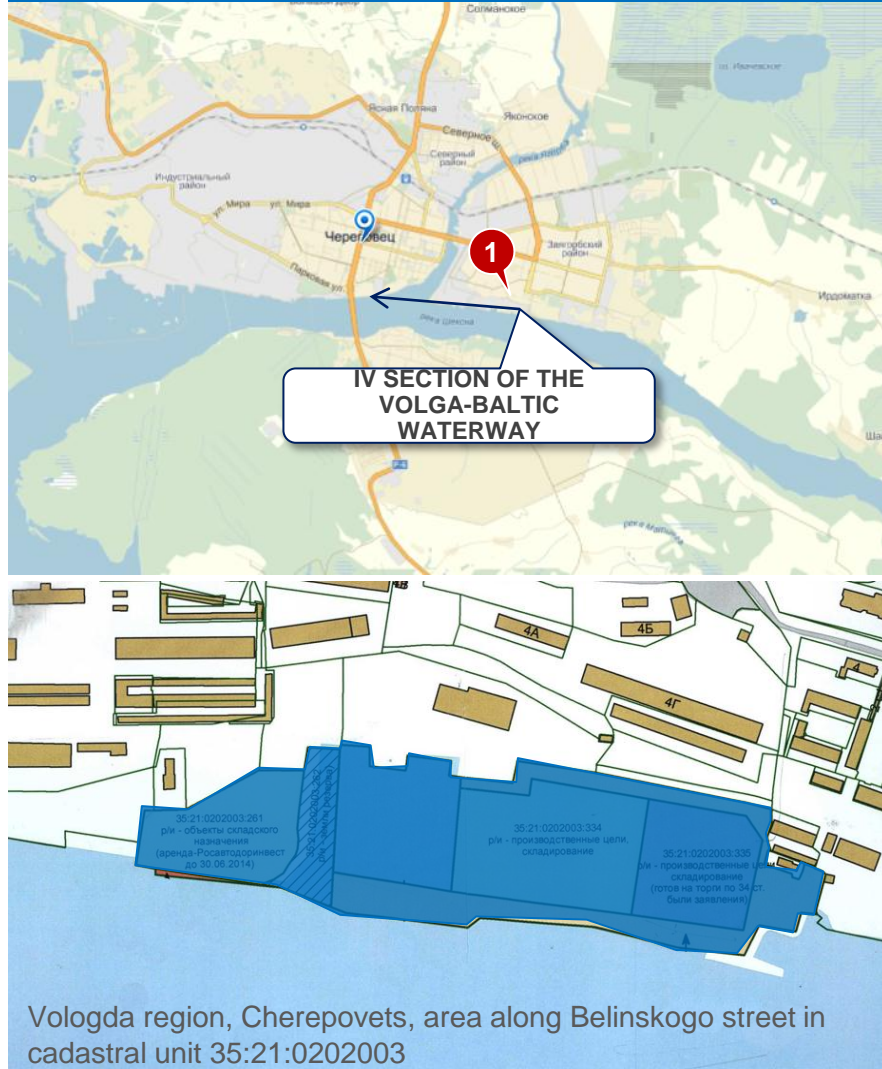 Солманское
оз. Ивачевское
Ясная Поляна
Яконское
Северное ш.
Северный
район
река Ягорба
Индустриальный
район
ул. Мира
ул. Мира
Череповец
1
Заягорбский
район
Парковая ул.
Ирдоматка
река Шексна
IV SECTION OF THE
VOLGA-BALTIC
WATERWAY
Ша
река Матинга
4А
4Б
4Г
4
35:21:0202003:261
р/и - объекты складского
назначения
(аренда-Росавтодоринвест
до 30.06.2014)
35:21:0202003:334
р/и - производственные цели,
складирование
35:21:0202003:335
р/и - производственные цели
складирование
(готов на торги по 34 ст.
были заявления)
Vologda region, Cherepovets, area along Belinskogo street in
cadastral unit 35:21:0202003